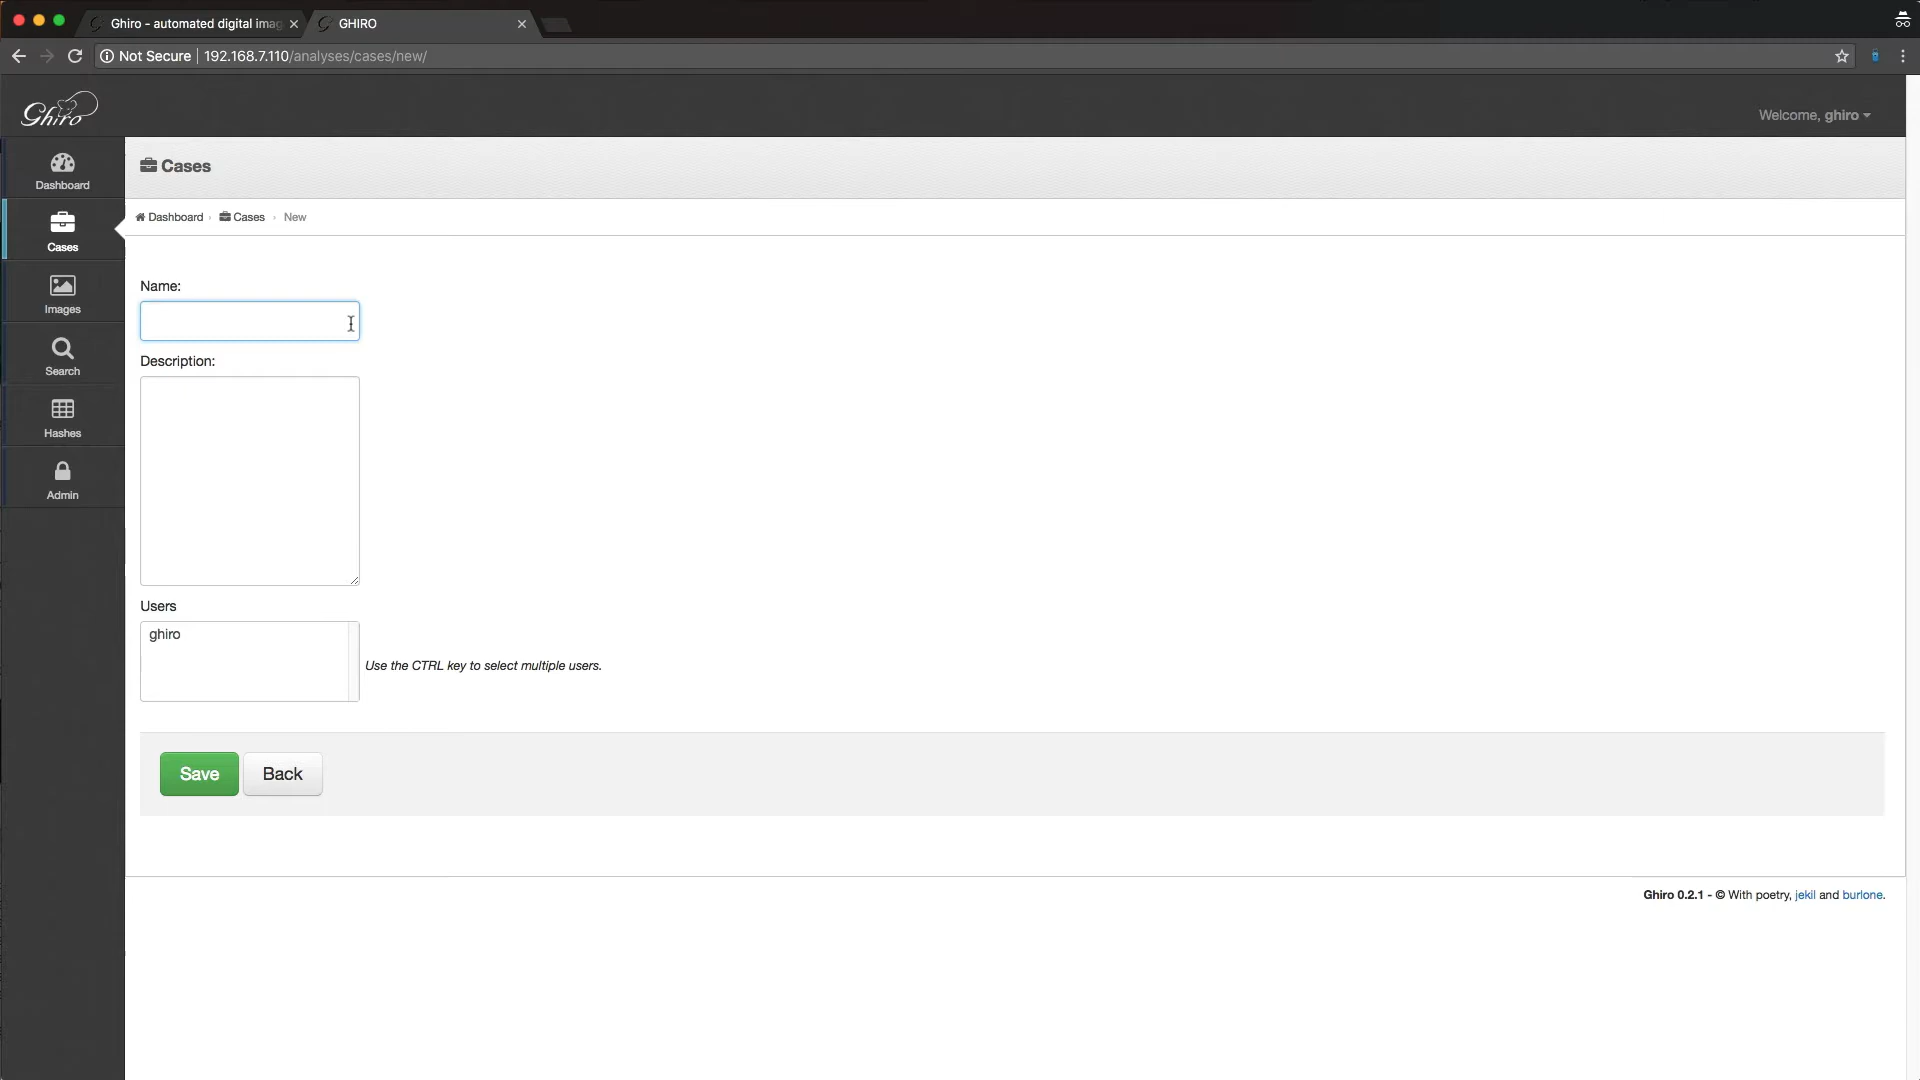 Ghiro - automated digital imag
GHIRO
Not Secure | 192.168.7.110/analyses/cases/new/
Ghiro
Welcome, ghiro
Dashboard
Cases
Images
Search
Hashes
Admin
Cases
Dashboard Cases New
Name:
Description:
Users
ghiro
Use the CTRL key to select multiple users.
Save Back
Ghiro 0.2.1 - © With poetry, jekil and burlone.